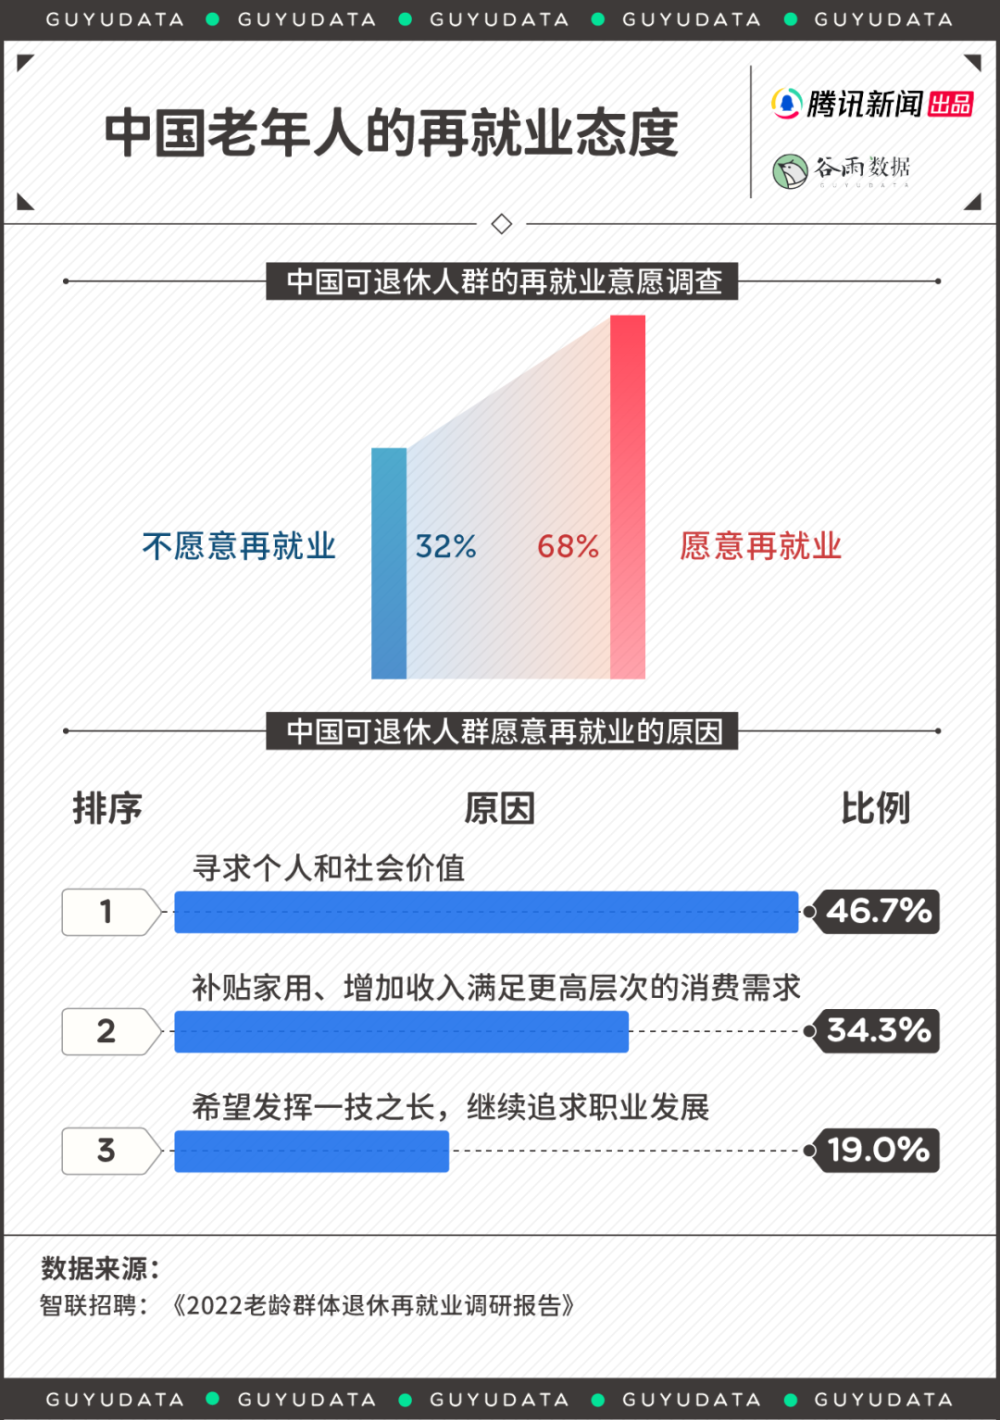 GUYUDATA GUYUDATA GUYUDATA GUYUDATA GUYUDATA
中国老年人的再就业态度
腾讯新闻 出品
谷雨数据
GUYUDATA
中国可退休人群的再就业意愿调查
不愿意再就业 32% 68% 愿意再就业
中国可退休人群愿意再就业的原因
排序 原因 比例
寻求个人和社会价值
1 46.7%
补贴家用、增加收入满足更高层次的消费需求
2 34.3%
希望发挥一技之长，继续追求职业发展
3 19.0%
数据来源：
智联招聘：《2022老龄群体退休再就业调研报告》
GUYUDATA GUYUDATA GUYUDATA GUYUDATA GUYUDATA